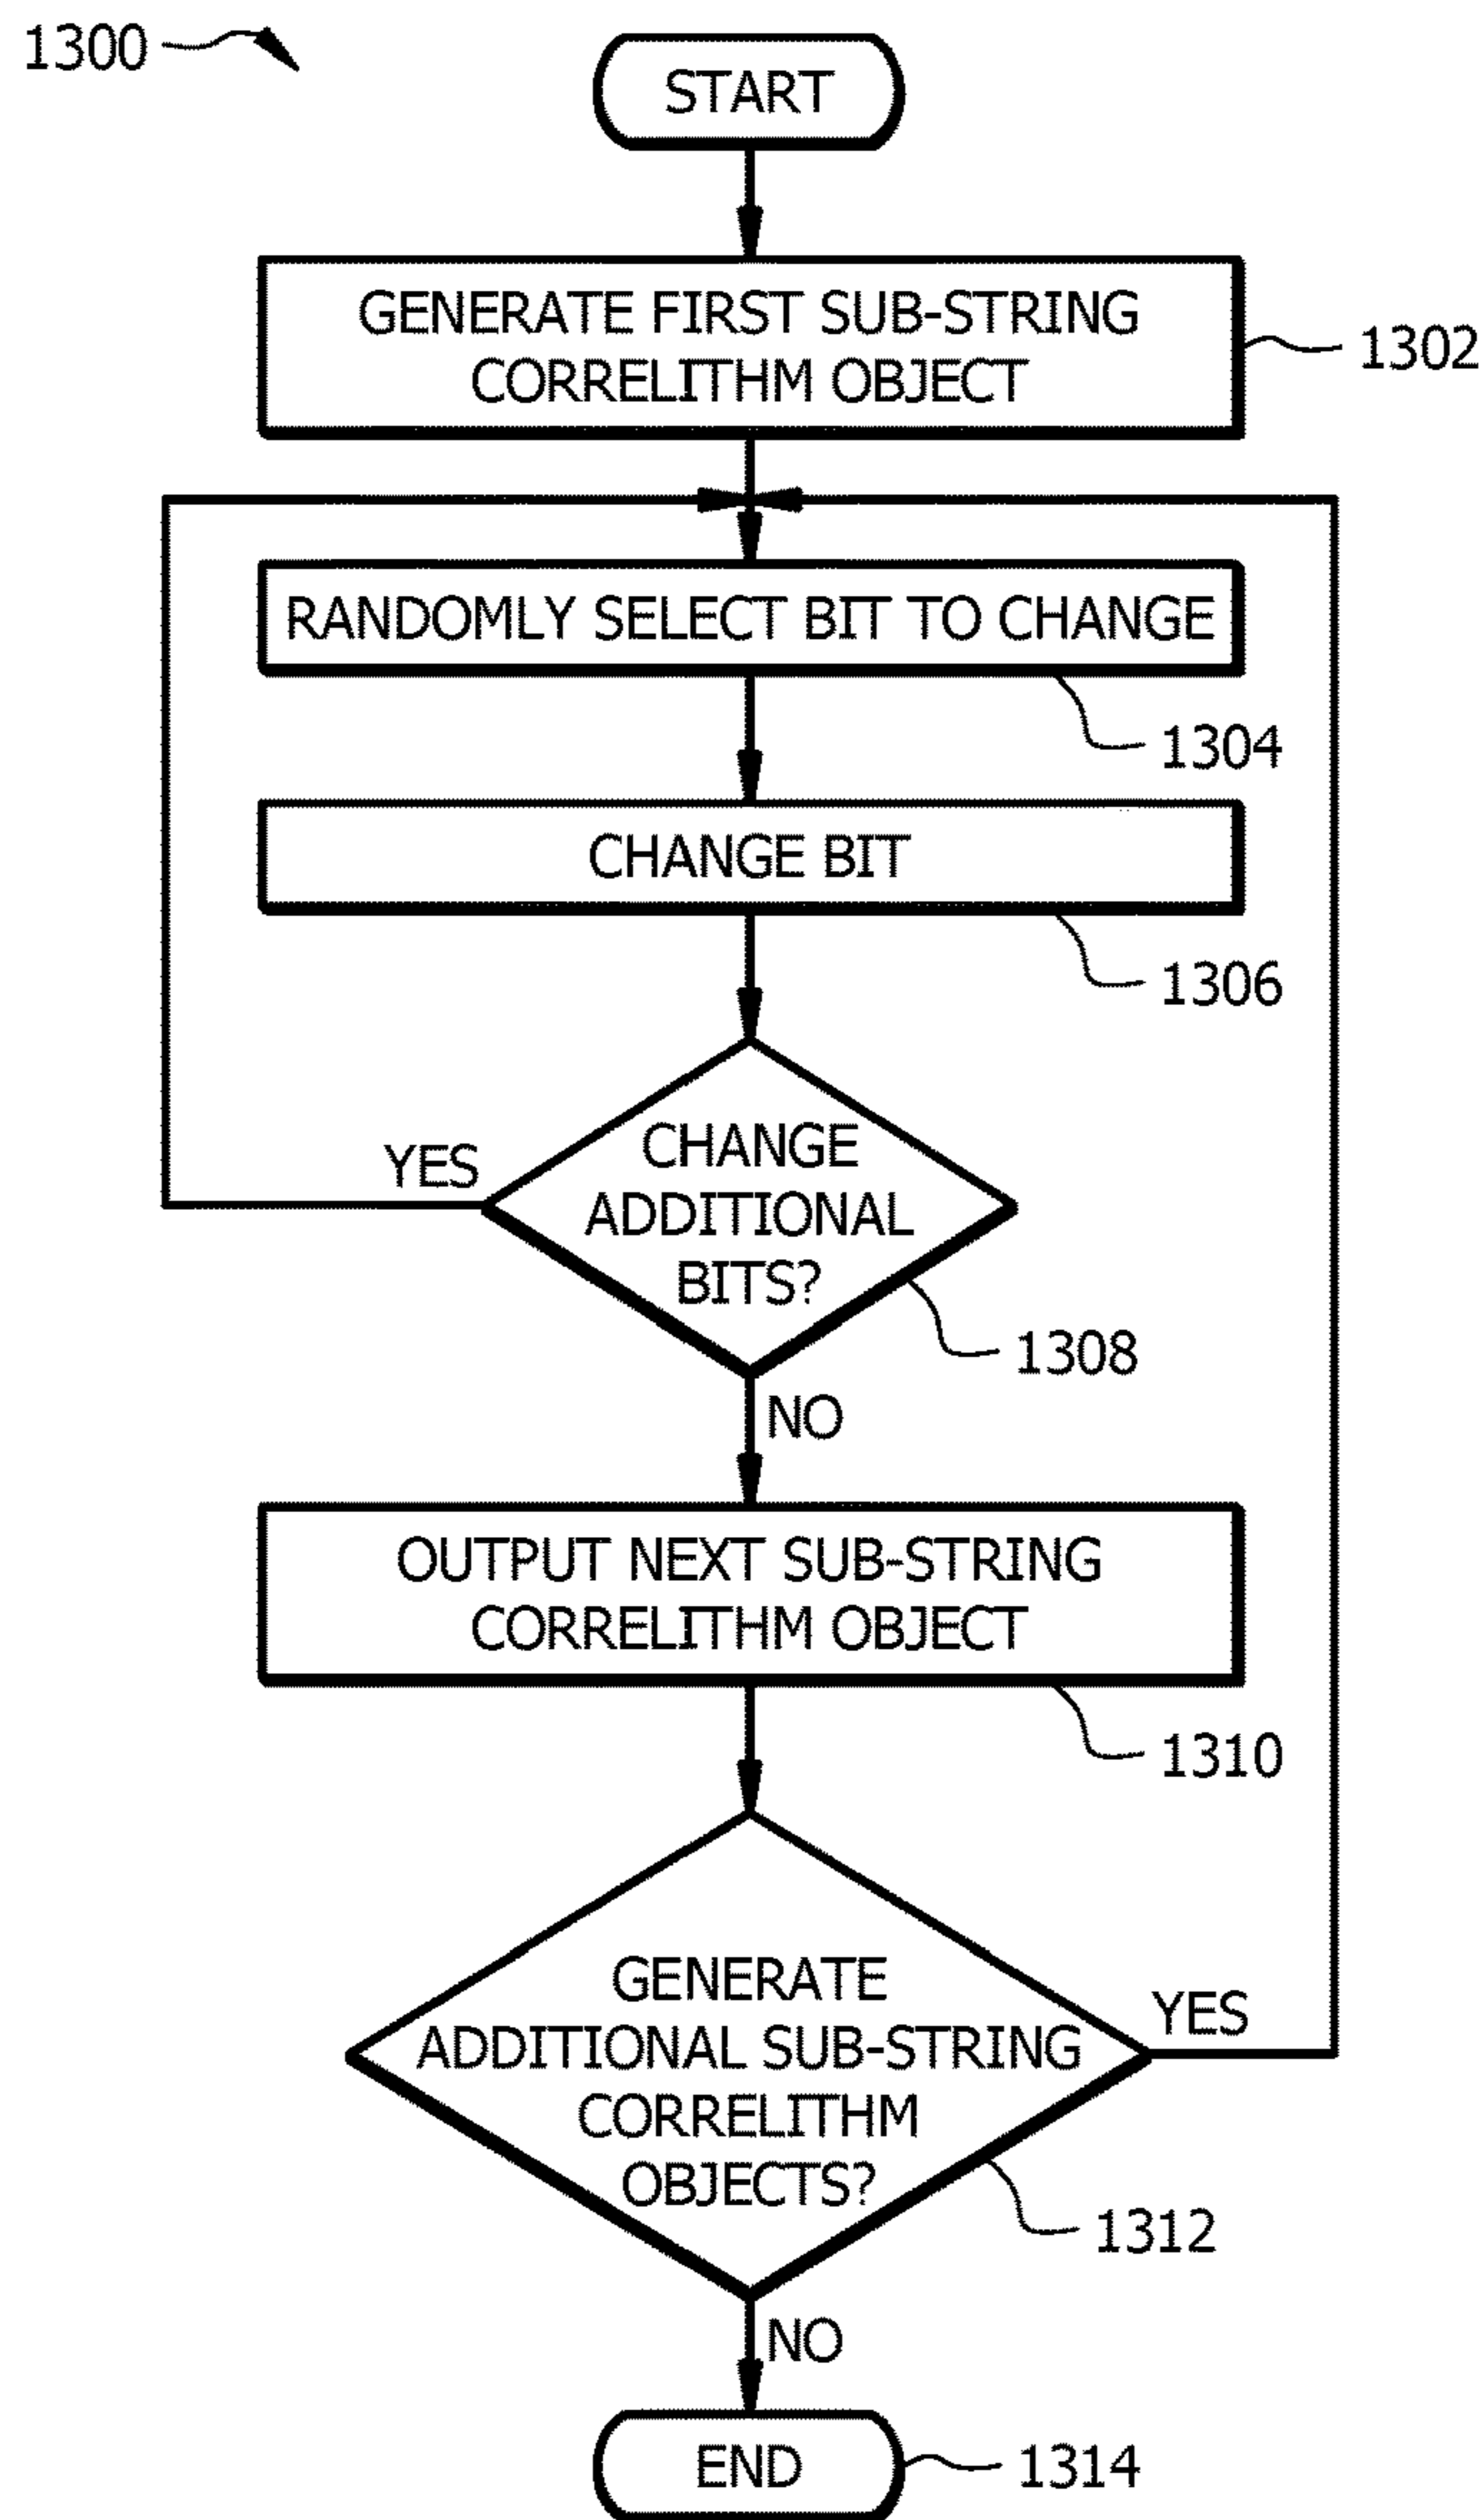 1300
START
GENERATE FIRST SUB-STRING
CORRELITHM OBJECT
1302
RANDOMLY SELECT BIT TO CHANGE
1304
CHANGE BIT
1306
CHANGE
ADDITIONAL
BITS?
YES
1308
NO
OUTPUT NEXT SUB-STRING
CORRELITHM OBJECT
1310
GENERATE
ADDITIONAL SUB-STRING
CORRELITHM
OBJECTS?
YES
1312
NO
END
1314